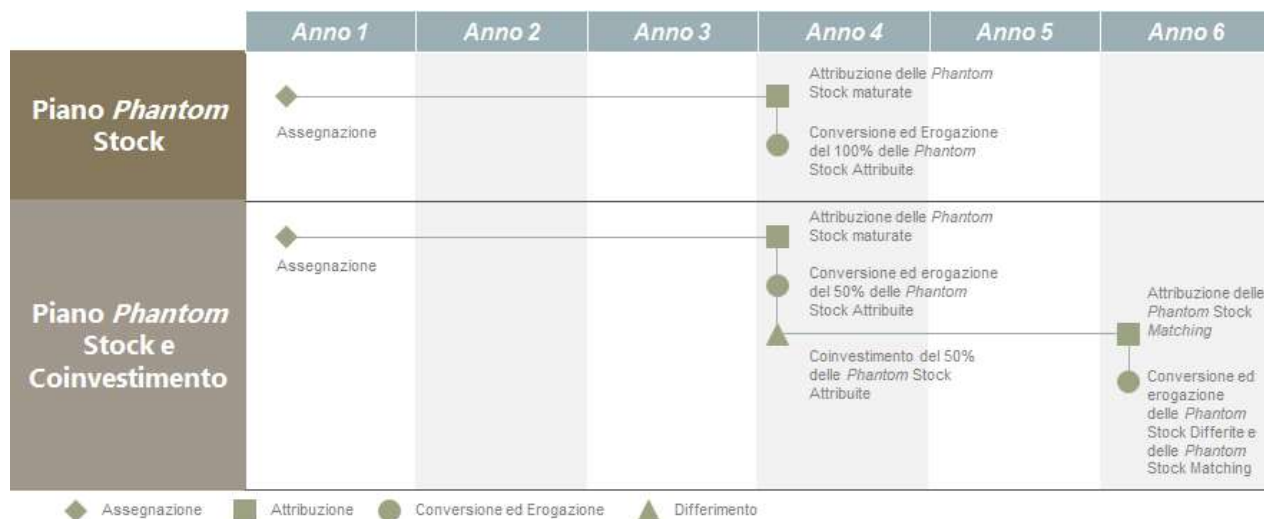 Anno 1
Anno 2
Anno 3
Anno 4
Anno 5
Anno 6
Piano Phantom
Stock
Assegnazione
Attribuzione delle Phantom
Stock maturate
Conversione ed Erogazione
del 100% delle Phantom
Stock Attribuite
Piano Phantom
Stock e
Coinvestimento
Assegnazione
Attribuzione delle Phantom
Stock maturate
Conversione ed erogazione
del 50% delle Phantom
Stock Attribuite
Coinvestimento del 50%
delle Phantom Stock
Attribuite
Attribuzione delle
Phantom Stock
Matching
Conversione ed
erogazione
delle Phantom
Stock Differite e
delle Phantom
Stock Matching
Assegnazione
Attribuzione
Conversione ed Erogazione
Differimento